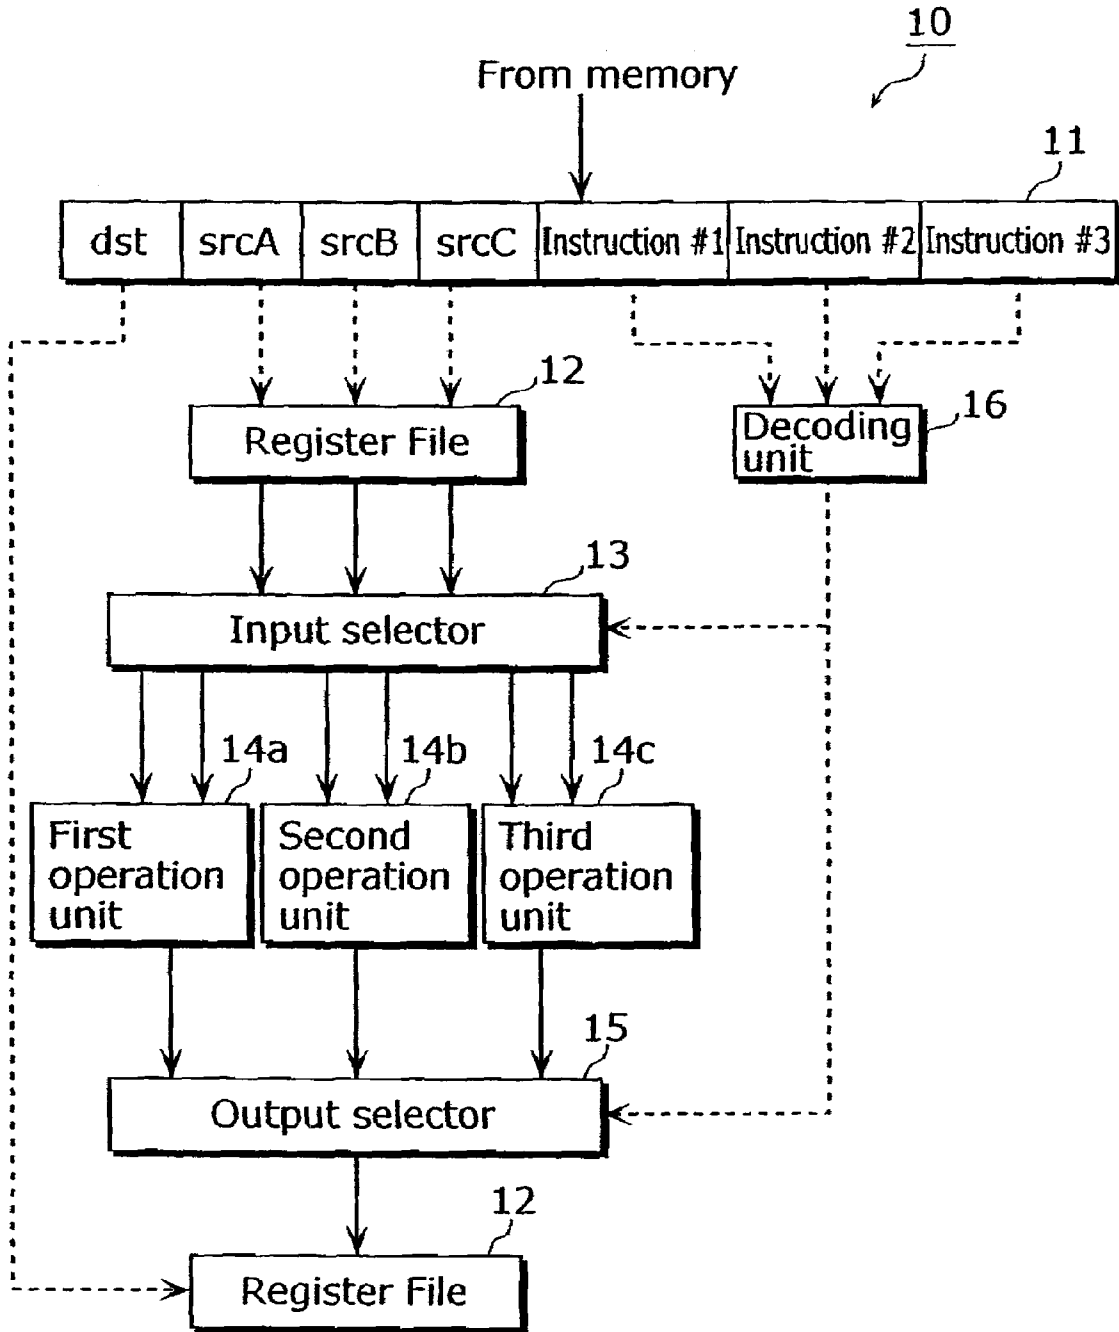 10
From memory
11
dst srcA srcB srcC Instruction #1 Instruction #2 Instruction #3
12
Register File
16
Decoding
unit
13
Input selector
14a
14b
14c
First
operation
unit
Second
operation
unit
Third
operation
unit
15
Output selector
12
Register File